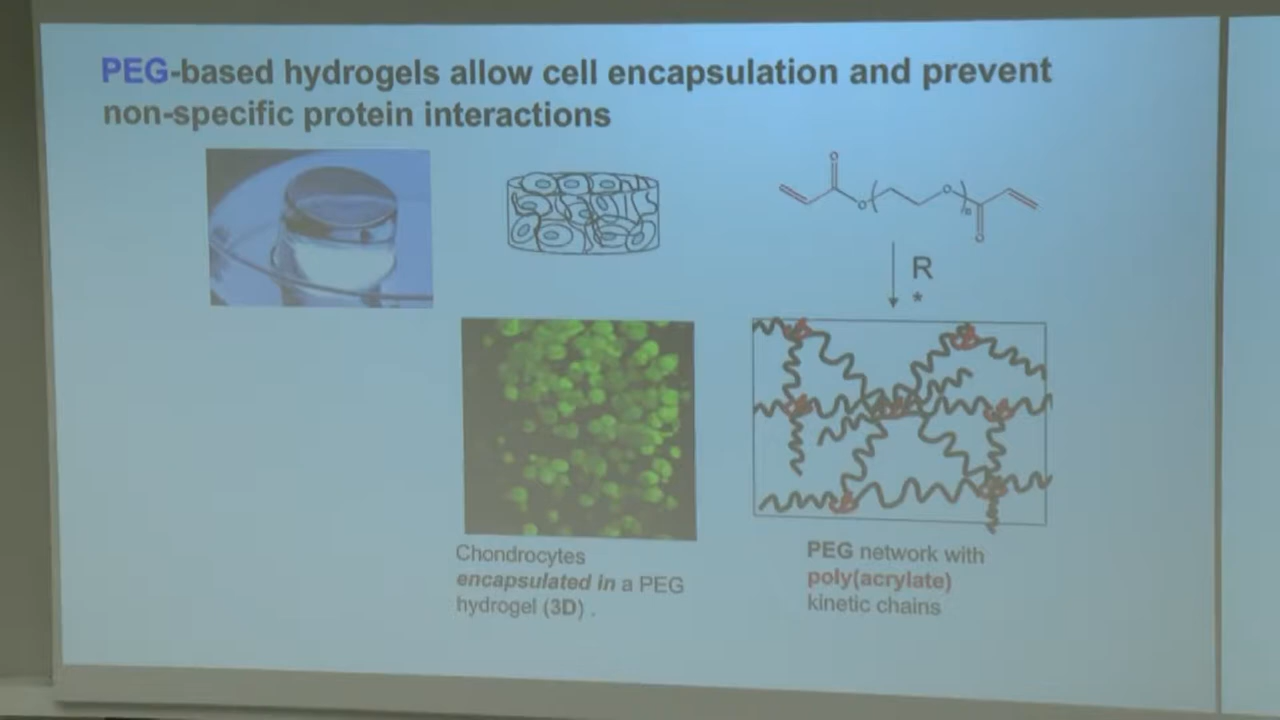 PEG-based hydrogels allow cell encapsulation and prevent
non-specific protein interactions
O
O
O
O
R
*
Chondrocytes
encapsulated in a PEG
hydrogel (3D) .
PEG network with
poly(acrylate)
kinetic chains